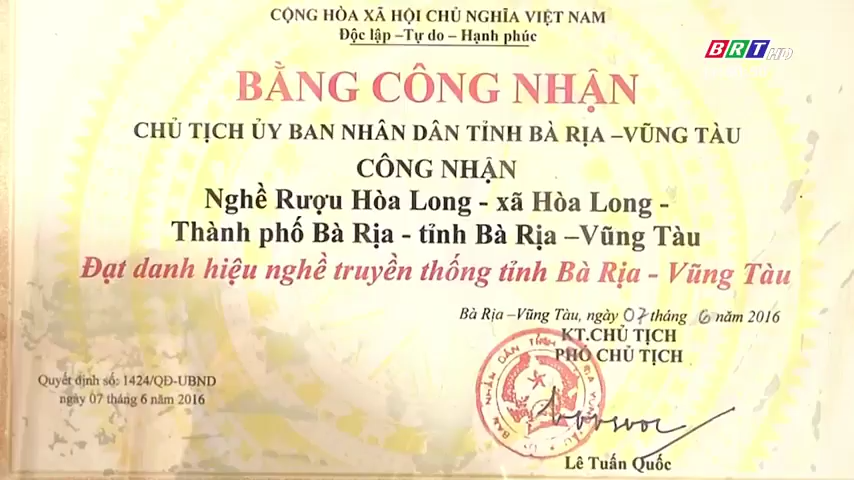 CỘNG HÒA XÃ HỘI CHỦ NGHĨA VIỆT NAM
Độc lập –Tự do – Hạnh phúc
BRT HD
BẰNG CÔNG NHẬN
CHỦ TỊCH ỦY BAN NHÂN DÂN TỈNH BÀ RỊA –VŨNG TÀU
CÔNG NHẬN
Nghề Rượu Hòa Long - xã Hòa Long -
Thành phố Bà Rịa - tỉnh Bà Rịa –Vũng Tàu
Đạt danh hiệu nghề truyền thống tỉnh Bà Rịa - Vũng Tàu
Bà Rịa –Vũng Tàu, ngày 07 tháng 6 năm 2016
KT.CHỦ TỊCH
PHÓ CHỦ TỊCH
Quyết định số: 1424/QĐ-UBND
ngày 07 tháng 6 năm 2016
BAN NHÂN DÂN TỈNH
Lê Tuấn Quốc